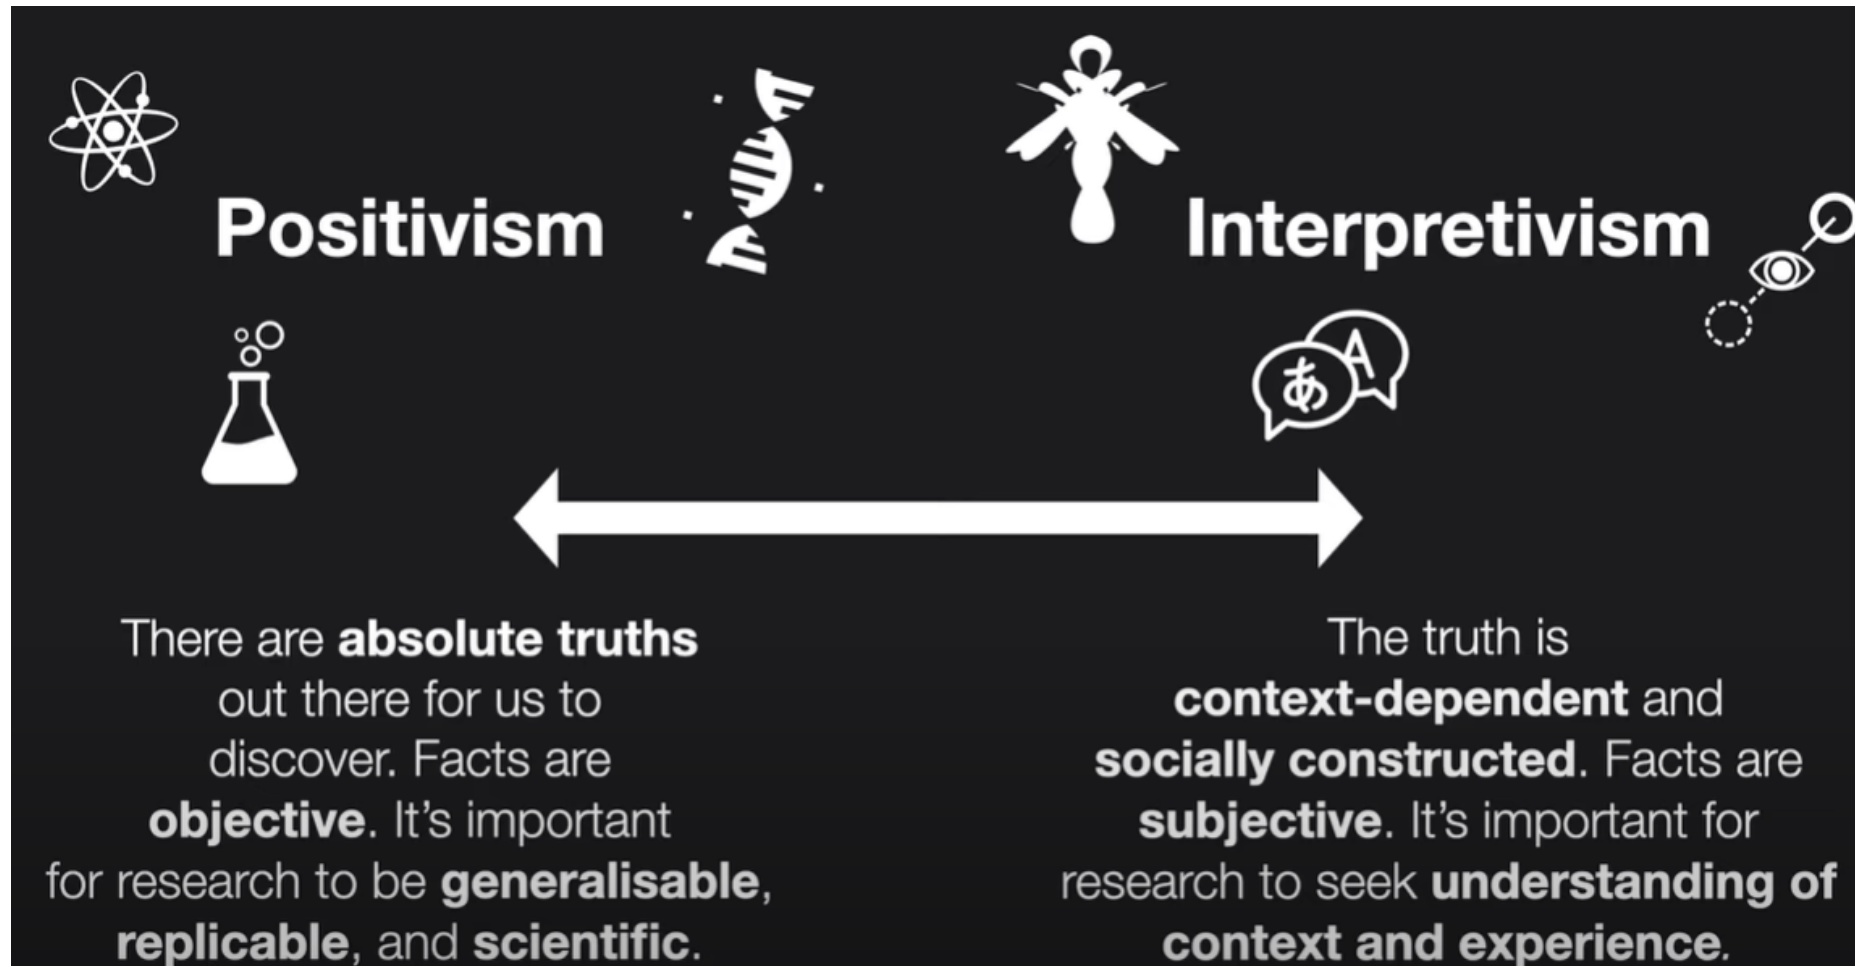 Positivism
Interpretivism
あ A
There are absolute truths
out there for us to
discover. Facts are
objective. It's important
for research to be generalisable,
replicable, and scientific.
The truth is
context-dependent and
socially constructed. Facts are
subjective. It's important for
research to seek understanding of
context and experience.